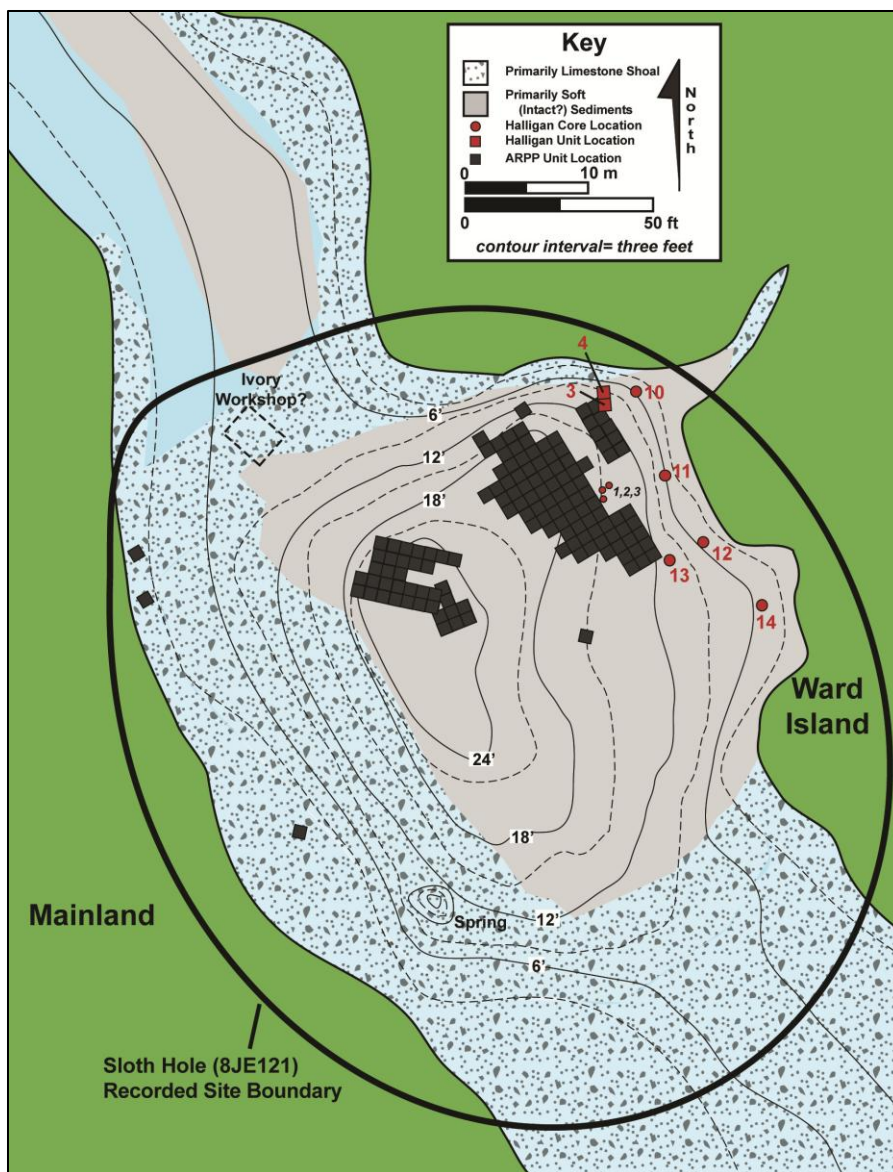 Key
Primarily Limestone Shoal
Primarily Soft
(Intact?) Sediments
Halligan Core Location
Halligan Unit Location
ARPP Unit Location
North
0
10 m
0
50 ft
contour interval= three feet
4
Ivory
Workshop?
3
10
6'
12'
11
18'
1,2,3
12
13
14
Ward
Island
24'
18'
Mainland
Spring
12'
6'
Sloth Hole (8JE121)
Recorded Site Boundary